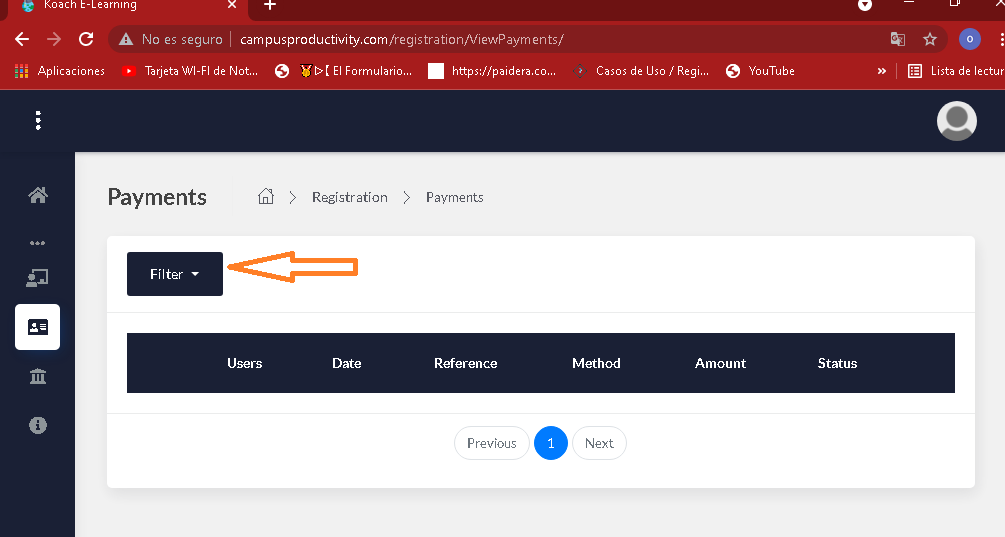 Koach E-Learning
No es seguro campusproductivity.com/registration/ViewPayments/
O
Aplicaciones Tarjeta WI-FI de Not... ᐅ【 El Formulario... https://paidera.co... Casos de Uso / Regi... YouTube » Lista de lectur
Payments Registration Payments
Filter
Users Date Reference Method Amount Status
Previous 1 Next